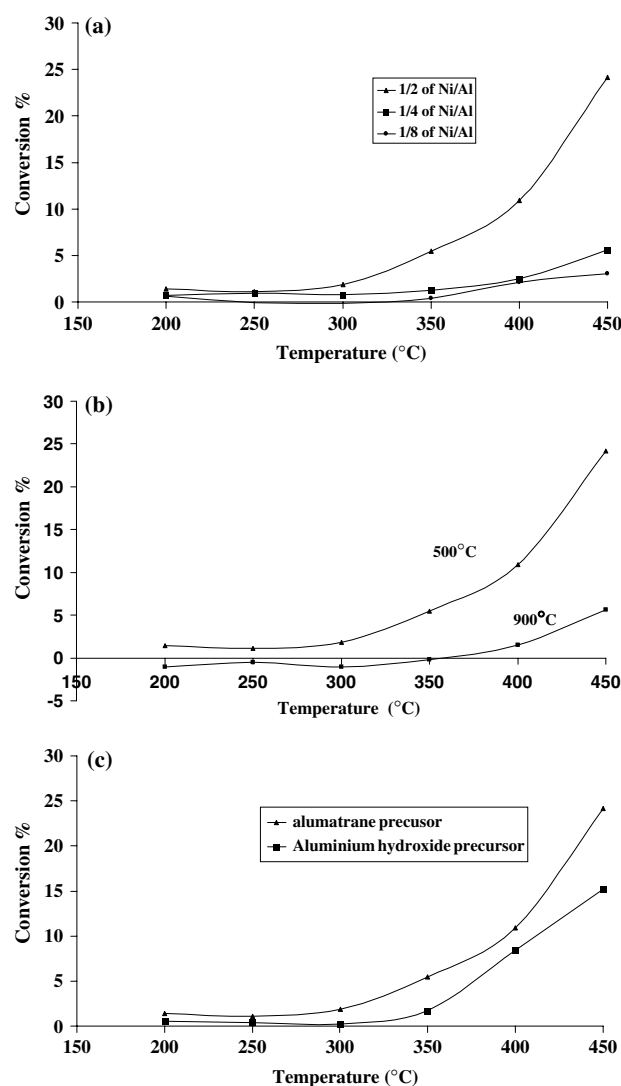 (a)
30
25
20
15
10
5
0
Conversion %
1/2 of Ni/Al
1/4 of Ni/Al
1/8 of Ni/Al
150 200 250 300 350 400 450
Temperature (°C)
(b)
30
25
20
15
10
5
0
-5
Conversion %
500°C
900°C
150 200 250 300 350 400 450
Temperature (°C)
(c)
30
25
20
15
10
5
0
Conversion %
alumatrane precusor
Aluminium hydroxide precursor
150 200 250 300 350 400 450
Temperature (°C)